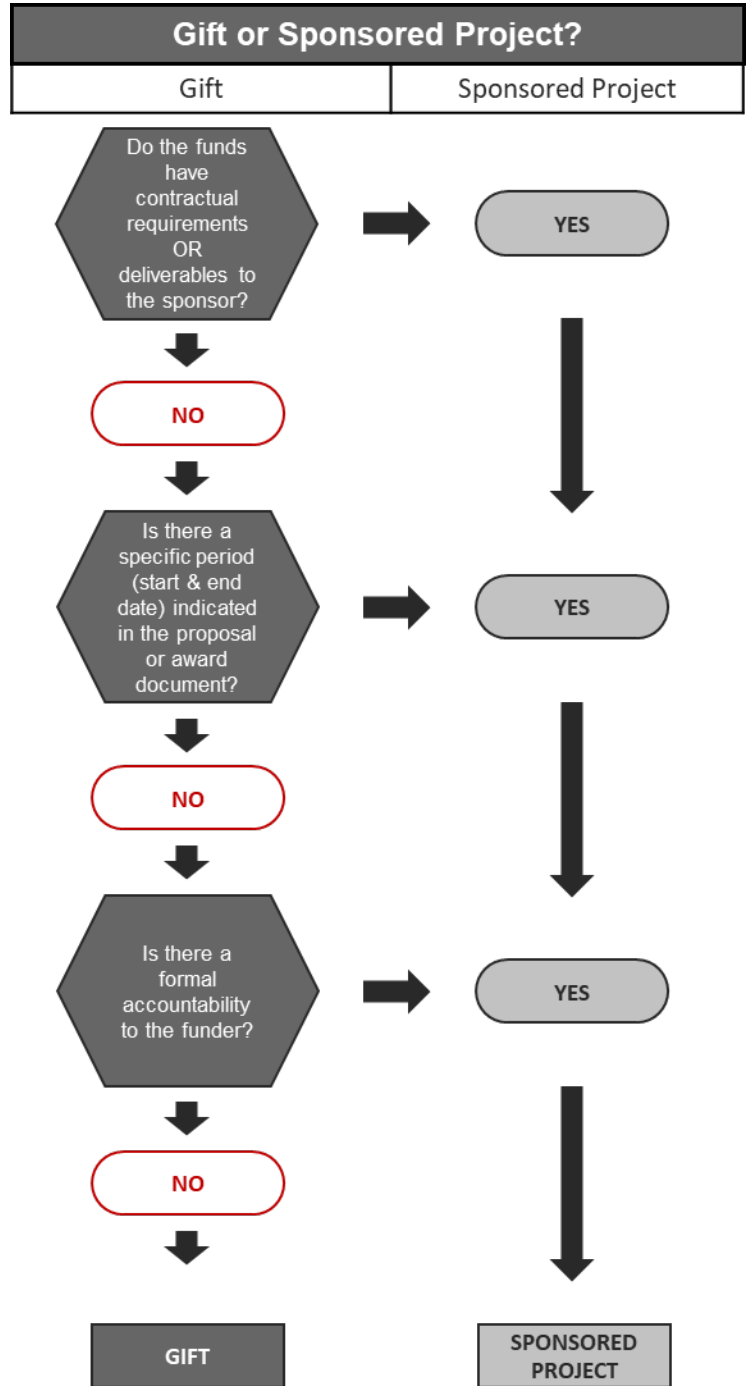 Gift or Sponsored Project?
Gift
Sponsored Project
Do the funds
have
contractual
requirements
OR
deliverables to
the sponsor?
YES
NO
Is there a
specific period
(start & end
date) indicated
in the proposal
or award
document?
YES
NO
Is there a
formal
accountability
to the funder?
YES
NO
GIFT
SPONSORED
PROJECT